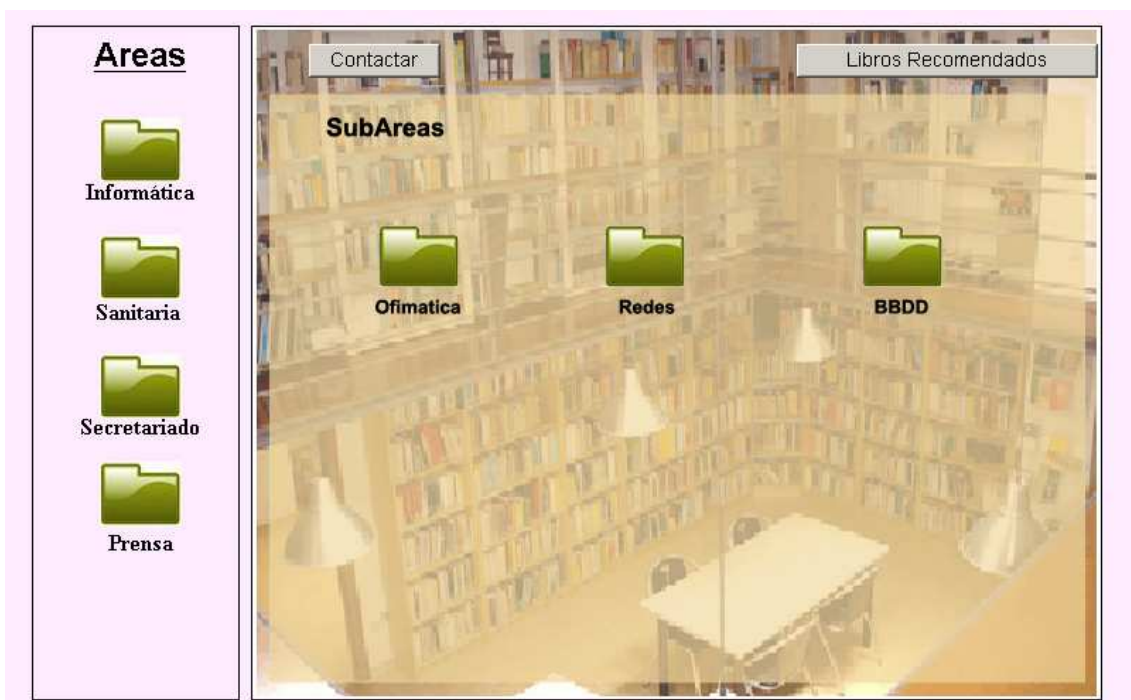 Areas
Informática
Sanitaria
Secretariado
Prensa
Contactar
Libros Recomendados
SubAreas
Ofimatica
Redes
BBDD